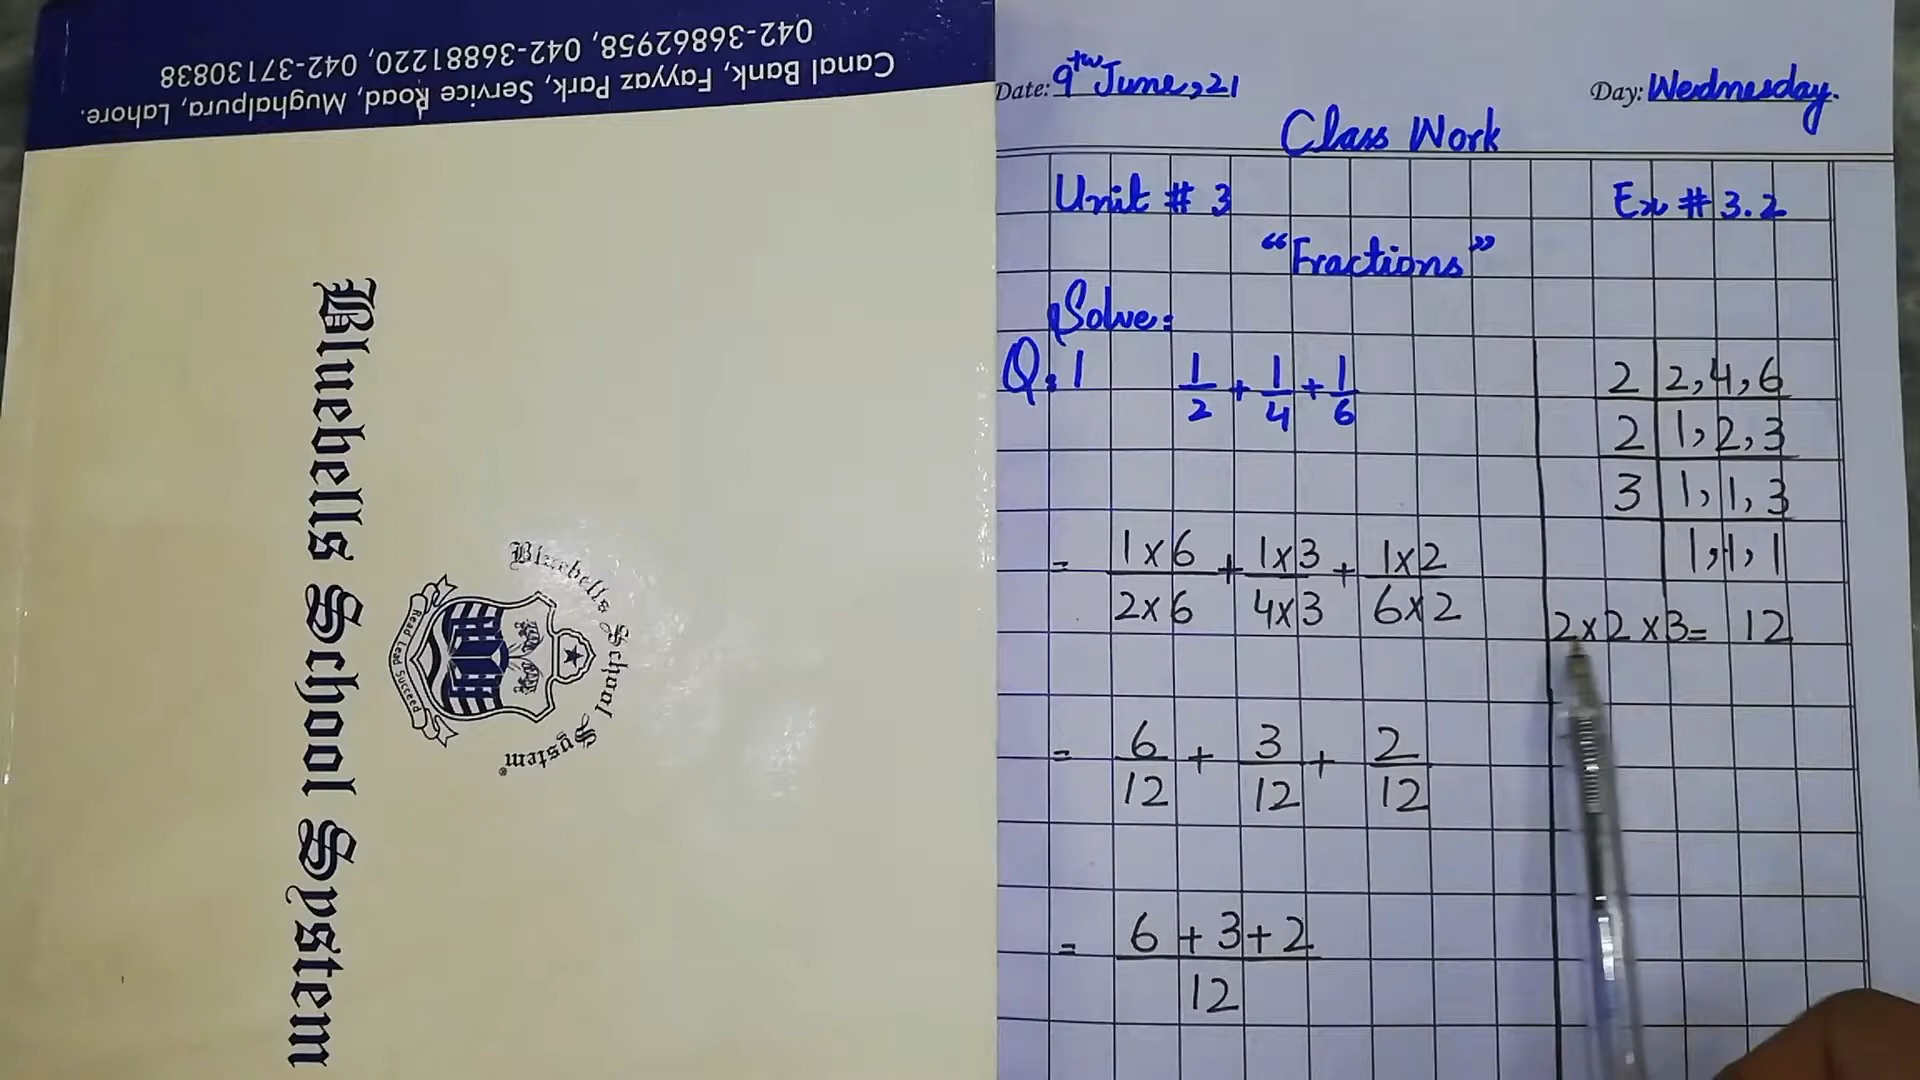 Canal Bank, Fayyaz Park, Service Road, Mughalpura, Lahore.
042-36862958, 042-36881220, 042-37130838
Bluebells School System
Bluebells School System®
Read Lead Succeed
Date: 9th June, 21
Day: Wednesday.
Class Work
Unit # 3
Ex # 3.2
“Fractions”
Solve:
Q.1 1/2 + 1/4 + 1/6
= 1x6/2x6 + 1x3/4x3 + 1x2/6x2
= 6/12 + 3/12 + 2/12
= 6+3+2/12
2 | 2, 4, 6
2 | 1, 2, 3
3 | 1, 1, 3
1, 1, 1
2x2x3= 12